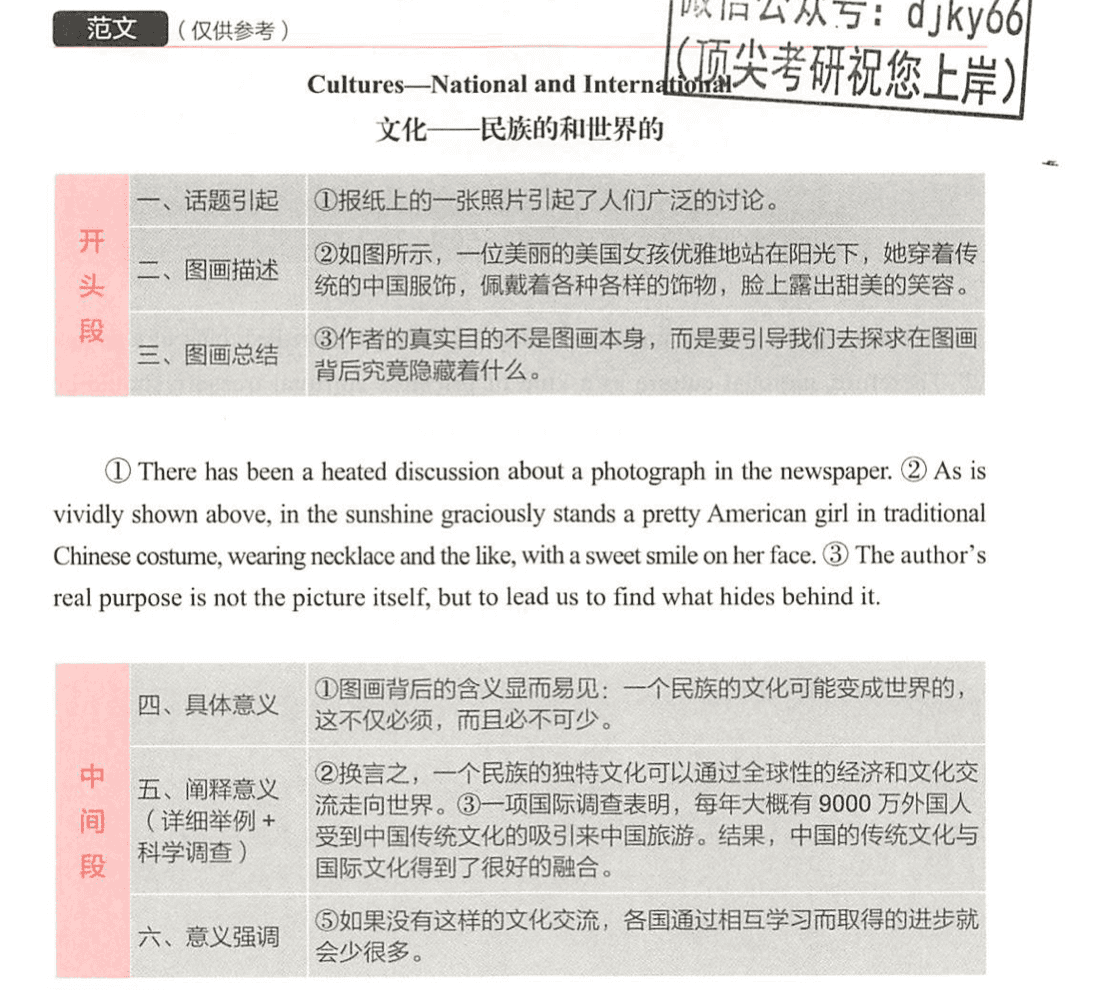 范文 （仅供参考）
微信公众号：djky66
（顶尖考研祝您上岸）
Cultures—National and International
文化——民族的和世界的
开头段
一、话题引起
①报纸上的一张照片引起了人们广泛的讨论。
二、图画描述
②如图所示，一位美丽的美国女孩优雅地站在阳光下，她穿着传
统的中国服饰，佩戴着各种各样的饰物，脸上露出甜美的笑容。
三、图画总结
③作者的真实目的不是图画本身，而是要引导我们去探求在图画
背后究竟隐藏着什么。
① There has been a heated discussion about a photograph in the newspaper. ② As is
vividly shown above, in the sunshine graciously stands a pretty American girl in traditional
Chinese costume, wearing necklace and the like, with a sweet smile on her face. ③ The author's
real purpose is not the picture itself, but to lead us to find what hides behind it.
中间段
四、具体意义
①图画背后的含义显而易见：一个民族的文化可能变成世界的，
这不仅必须，而且必不可少。
五、阐释意义
（详细举例 +
科学调查）
②换言之，一个民族的独特文化可以通过全球性的经济和文化交
流走向世界。③一项国际调查表明，每年大概有 9000 万外国人
受到中国传统文化的吸引来中国旅游。结果，中国的传统文化与
国际文化得到了很好的融合。
六、意义强调
⑤如果没有这样的文化交流，各国通过相互学习而取得的进步就
会少很多。